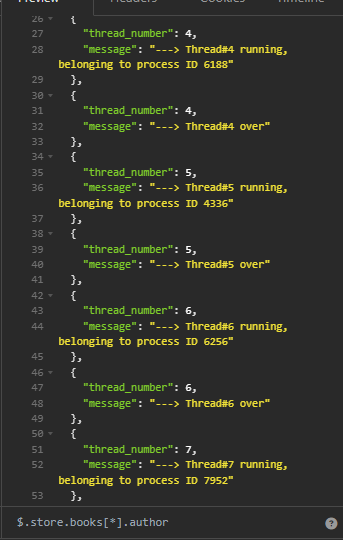 Preview Headers Cookies Timeline
26 {
27 "thread_number": 4,
28 "message": "---> Thread#4 running,
belonging to process ID 6188"
29 },
30 {
31 "thread_number": 4,
32 "message": "---> Thread#4 over"
33 },
34 {
35 "thread_number": 5,
36 "message": "---> Thread#5 running,
belonging to process ID 4336"
37 },
38 {
39 "thread_number": 5,
40 "message": "---> Thread#5 over"
41 },
42 {
43 "thread_number": 6,
44 "message": "---> Thread#6 running,
belonging to process ID 6256"
45 },
46 {
47 "thread_number": 6,
48 "message": "---> Thread#6 over"
49 },
50 {
51 "thread_number": 7,
52 "message": "---> Thread#7 running,
belonging to process ID 7952"
53 },
$.store.books[*].author ?